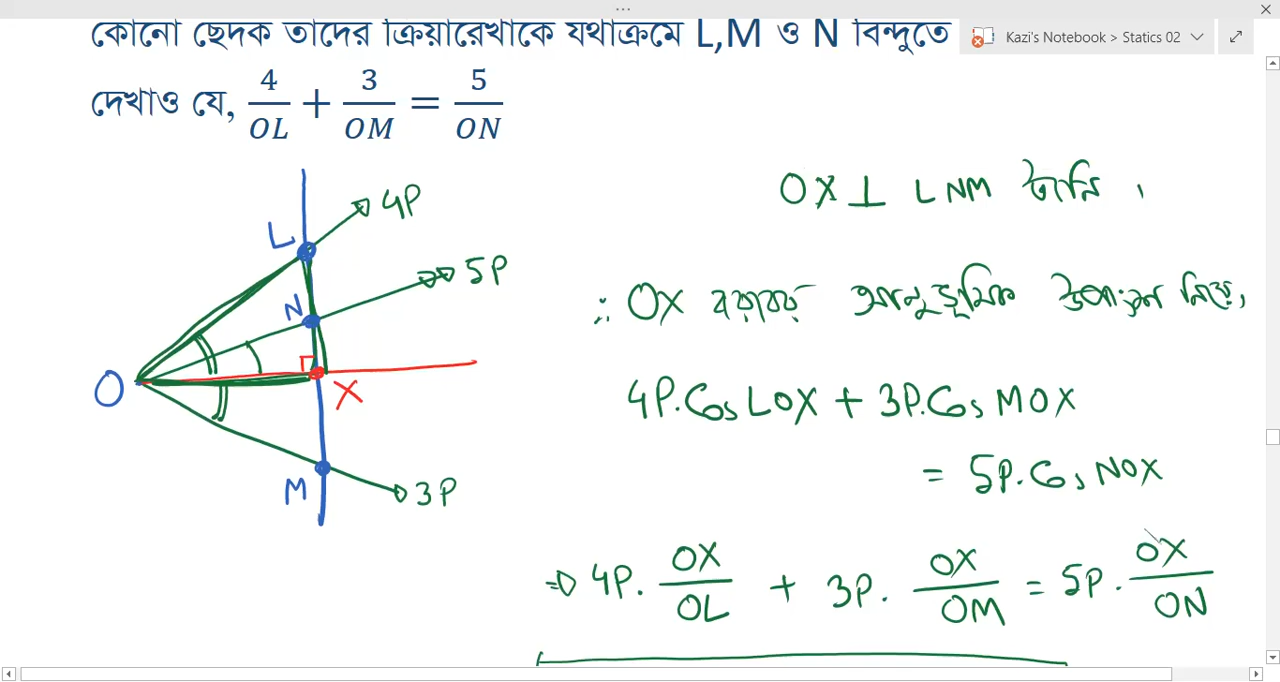 কোনো ছেদক তাদের ক্রিয়ারেখাকে যথাক্রমে L,M ও N বিন্দুতে
Kazi's Notebook > Statics 02
দেখাও যে, 4/OL + 3/OM = 5/ON
4P
L
5P
N
O
X
M
3P
OX ⊥ LNM টানি ।
∴ OX বরাবর অনুভূমিক উপাংশ নিয়ে,
4P.Cos LOX + 3P.Cos MOX
= 5P.Cos NOX
⇒ 4P. OX/OL + 3P. OX/OM = 5P. OX/ON